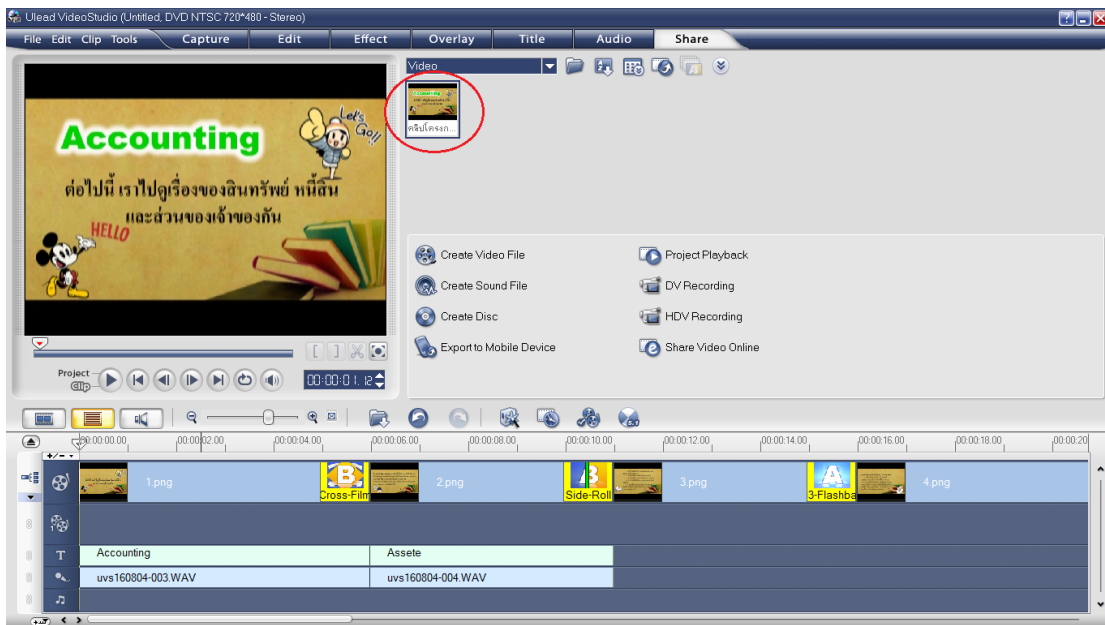 Ulead VideoStudio (Untitled, DVD NTSC 720*480 - Stereo)
File Edit Clip Tools Capture Edit Effect Overlay Title Audio Share
Video
คลิปโครงก...
Let's Go!!
Accounting
ต่อไปนี้ เราไปดูเรื่องของสินทรัพย์ หนี้สิน
และส่วนของเจ้าของกัน
HELLO
Create Video File Project Playback
Create Sound File DV Recording
Create Disc HDV Recording
Export to Mobile Device Share Video Online
Project
00:00:01.12
00:00:00.00 00:00:02.00 00:00:04.00 00:00:06.00 00:00:08.00 00:00:10.00 00:00:12.00 00:00:14.00 00:00:16.00 00:00:18.00 00:00:20
1.png Cross-Film 2.png Side-Roll 3.png 3-Flashba 4.png
T Accounting Assete
uvs160804-003.WAV uvs160804-004.WAV